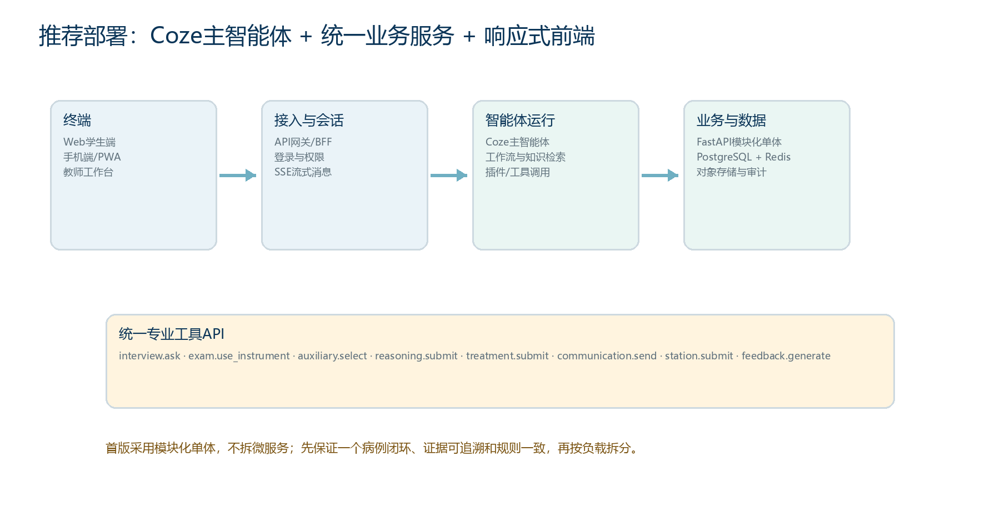 推荐部署：Coze主智能体 + 统一业务服务 + 响应式前端
终端
Web学生端
手机端/PWA
教师工作台
接入与会话
API网关/BFF
登录与权限
SSE流式消息
智能体运行
Coze主智能体
工作流与知识检索
插件/工具调用
业务与数据
FastAPI模块化单体
PostgreSQL + Redis
对象存储与审计
统一专业工具API
interview.ask · exam.use_instrument · auxiliary.select · reasoning.submit · treatment.submit · communication.send · station.submit · feedback.generate
首版采用模块化单体，不拆微服务；先保证一个病例闭环、证据可追溯和规则一致，再按负载拆分。